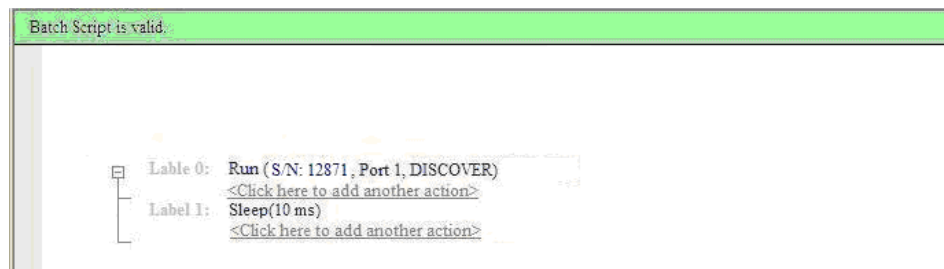 Batch Script is valid.
Lable 0: Run (S/N: 12871, Port 1, DISCOVER)
<Click here to add another action>
Label 1: Sleep(10 ms)
<Click here to add another action>